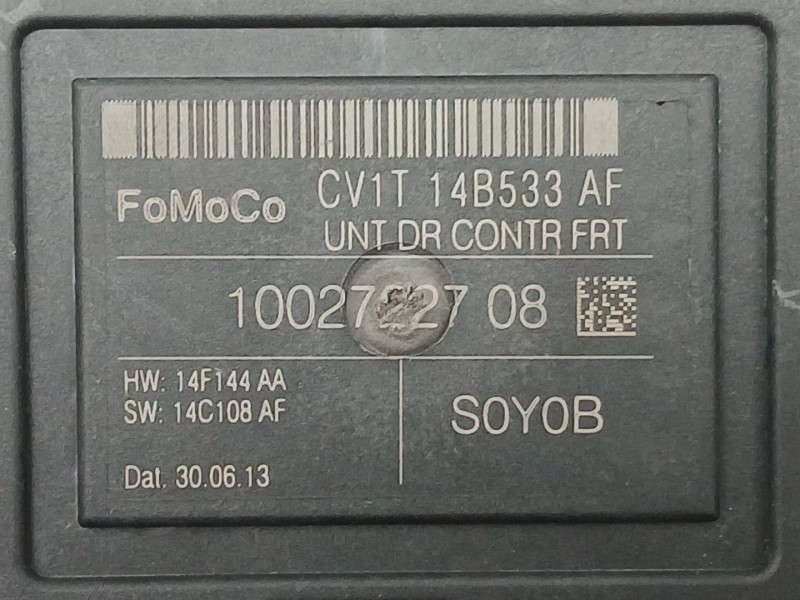 FoMoCo
CV1T 14B533 AF
UNT DR CONTR FRT
08
HW: 14F144 AA
SW: 14C108 AF
S0Y0B
Dat. 30.06.13